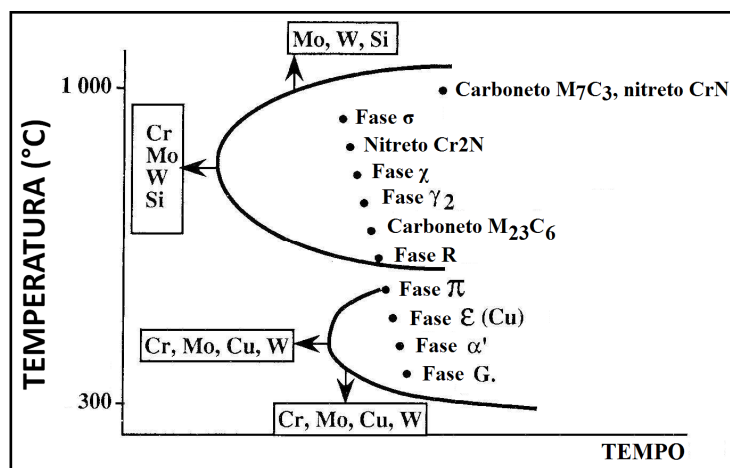 Mo, W, Si
1 000
Carboneto M7C3, nitreto CrN
Fase σ
Nitreto Cr2N
Cr
Mo
W
Si
Fase χ
Fase γ2
Carboneto M23C6
Fase R
Fase π
Fase ε (Cu)
Cr, Mo, Cu, W
Fase α'
Fase G.
300
Cr, Mo, Cu, W
TEMPO
TEMPERATURA (°C)